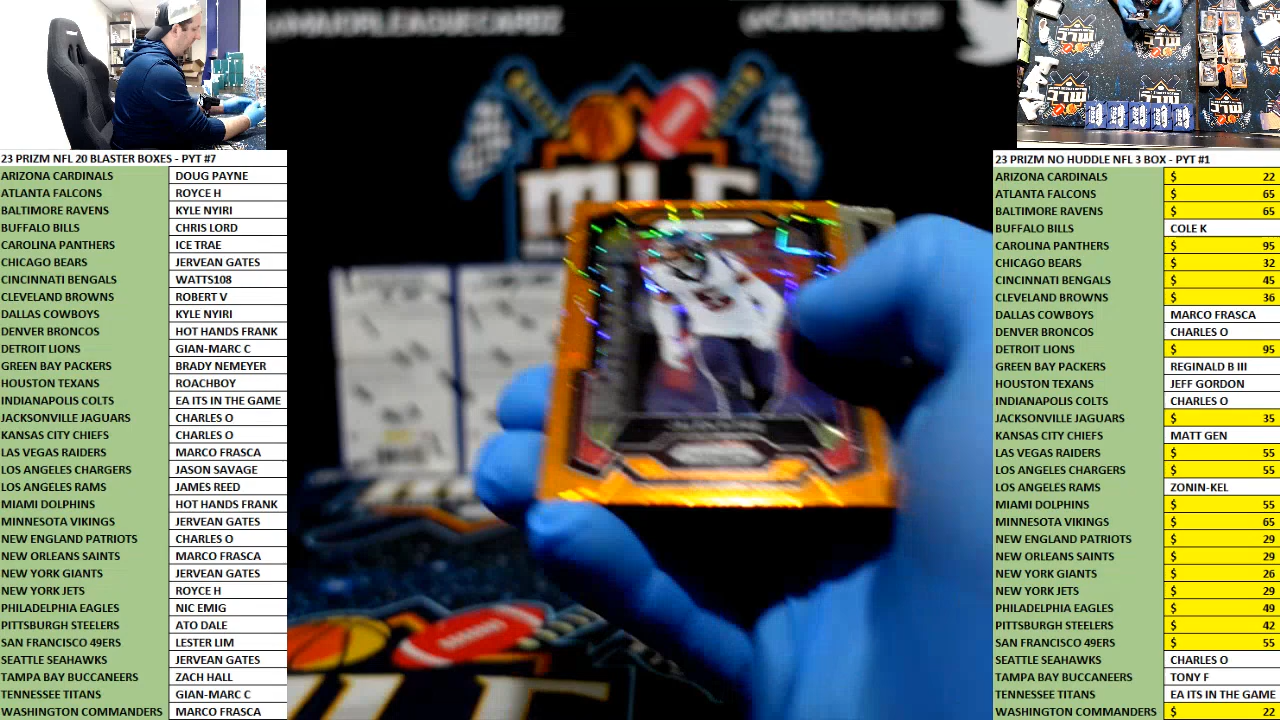 @MAJORLEAGUECARDZ
23 PRIZM NFL 20 BLASTER BOXES - PYT #7
ARIZONA CARDINALS DOUG PAYNE
ATLANTA FALCONS ROYCE H
BALTIMORE RAVENS KYLE NYIRI
BUFFALO BILLS CHRIS LORD
CAROLINA PANTHERS ICE TRAE
CHICAGO BEARS JERVEAN GATES
CINCINNATI BENGALS WATTS108
CLEVELAND BROWNS ROBERT V
DALLAS COWBOYS KYLE NYIRI
DENVER BRONCOS HOT HANDS FRANK
DETROIT LIONS GIAN-MARC C
GREEN BAY PACKERS BRADY NEMEYER
HOUSTON TEXANS ROACHBOY
INDIANAPOLIS COLTS EA ITS IN THE GAME
JACKSONVILLE JAGUARS CHARLES O
KANSAS CITY CHIEFS CHARLES O
LAS VEGAS RAIDERS MARCO FRASCA
LOS ANGELES CHARGERS JASON SAVAGE
LOS ANGELES RAMS JAMES REED
MIAMI DOLPHINS HOT HANDS FRANK
MINNESOTA VIKINGS JERVEAN GATES
NEW ENGLAND PATRIOTS CHARLES O
NEW ORLEANS SAINTS MARCO FRASCA
NEW YORK GIANTS JERVEAN GATES
NEW YORK JETS ROYCE H
PHILADELPHIA EAGLES NIC EMIG
PITTSBURGH STEELERS ATO DALE
SAN FRANCISCO 49ERS LESTER LIM
SEATTLE SEAHAWKS JERVEAN GATES
TAMPA BAY BUCCANEERS ZACH HALL
TENNESSEE TITANS GIAN-MARC C
WASHINGTON COMMANDERS MARCO FRASCA
MLC
23 PRIZM NO HUDDLE NFL 3 BOX - PYT #1
ARIZONA CARDINALS $ 22
ATLANTA FALCONS $ 65
BALTIMORE RAVENS $ 65
BUFFALO BILLS COLE K
CAROLINA PANTHERS $ 95
CHICAGO BEARS $ 32
CINCINNATI BENGALS $ 45
CLEVELAND BROWNS $ 36
DALLAS COWBOYS MARCO FRASCA
DENVER BRONCOS CHARLES O
DETROIT LIONS $ 95
GREEN BAY PACKERS REGINALD B III
HOUSTON TEXANS JEFF GORDON
INDIANAPOLIS COLTS CHARLES O
JACKSONVILLE JAGUARS $ 35
KANSAS CITY CHIEFS MATT GEN
LAS VEGAS RAIDERS $ 55
LOS ANGELES CHARGERS $ 55
LOS ANGELES RAMS ZONIN-KEL
MIAMI DOLPHINS $ 55
MINNESOTA VIKINGS $ 65
NEW ENGLAND PATRIOTS $ 29
NEW ORLEANS SAINTS $ 29
NEW YORK GIANTS $ 26
NEW YORK JETS $ 29
PHILADELPHIA EAGLES $ 49
PITTSBURGH STEELERS $ 42
SAN FRANCISCO 49ERS $ 55
SEATTLE SEAHAWKS CHARLES O
TAMPA BAY BUCCANEERS TONY F
TENNESSEE TITANS EA ITS IN THE GAME
WASHINGTON COMMANDERS $ 22